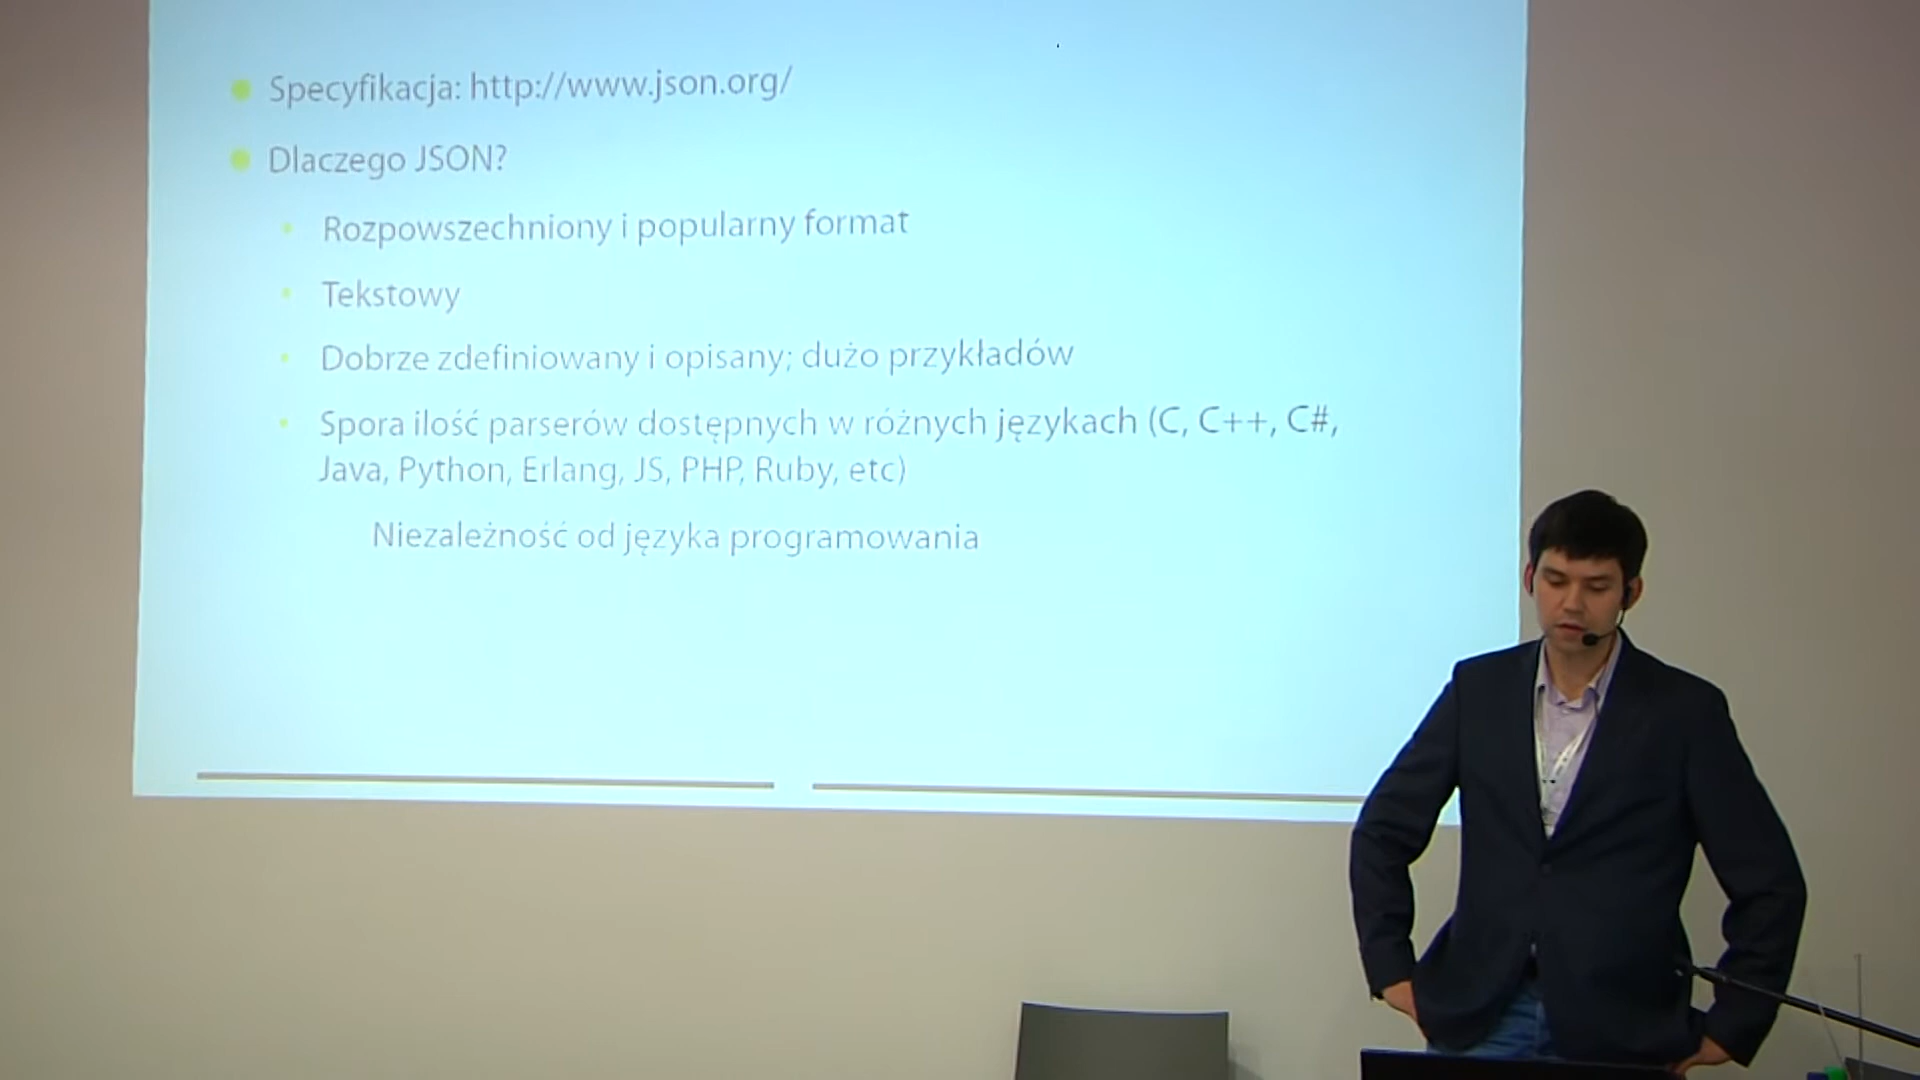 Specyfikacja: http://www.json.org/
Dlaczego JSON?
Rozpowszechniony i popularny format
Tekstowy
Dobrze zdefiniowany i opisany; dużo przykładów
Spora ilość parserów dostępnych w różnych językach (C, C++, C#,
Java, Python, Erlang, JS, PHP, Ruby, etc)
Niezależność od języka programowania